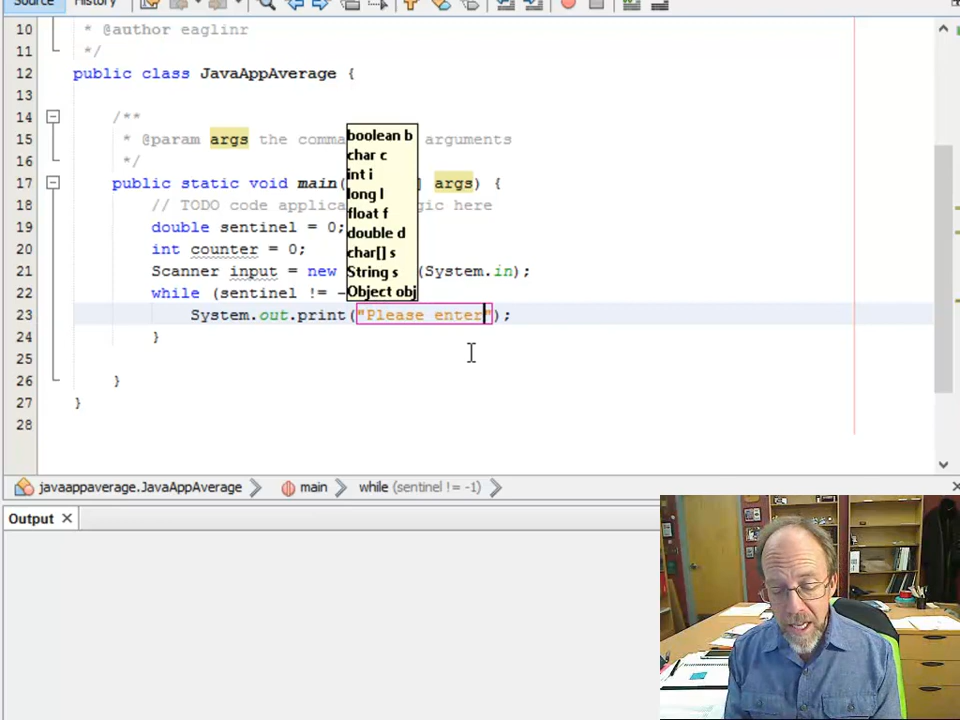 Source History
10 * @author eaglinr
11 */
12 public class JavaAppAverage {
13
14 /**
15 * @param args the comma arguments
16 */
17 public static void main( ] args) {
18 // TODO code applica gic here
19 double sentinel = 0;
20 int counter = 0;
21 Scanner input = new (System.in);
22 while (sentinel != -
23 System.out.print("Please enter");
24 }
25
26 }
27 }
28
boolean b
char c
int i
long l
float f
double d
char[] s
String s
Object obj
javaappaverage.JavaAppAverage main while (sentinel != -1)
Output